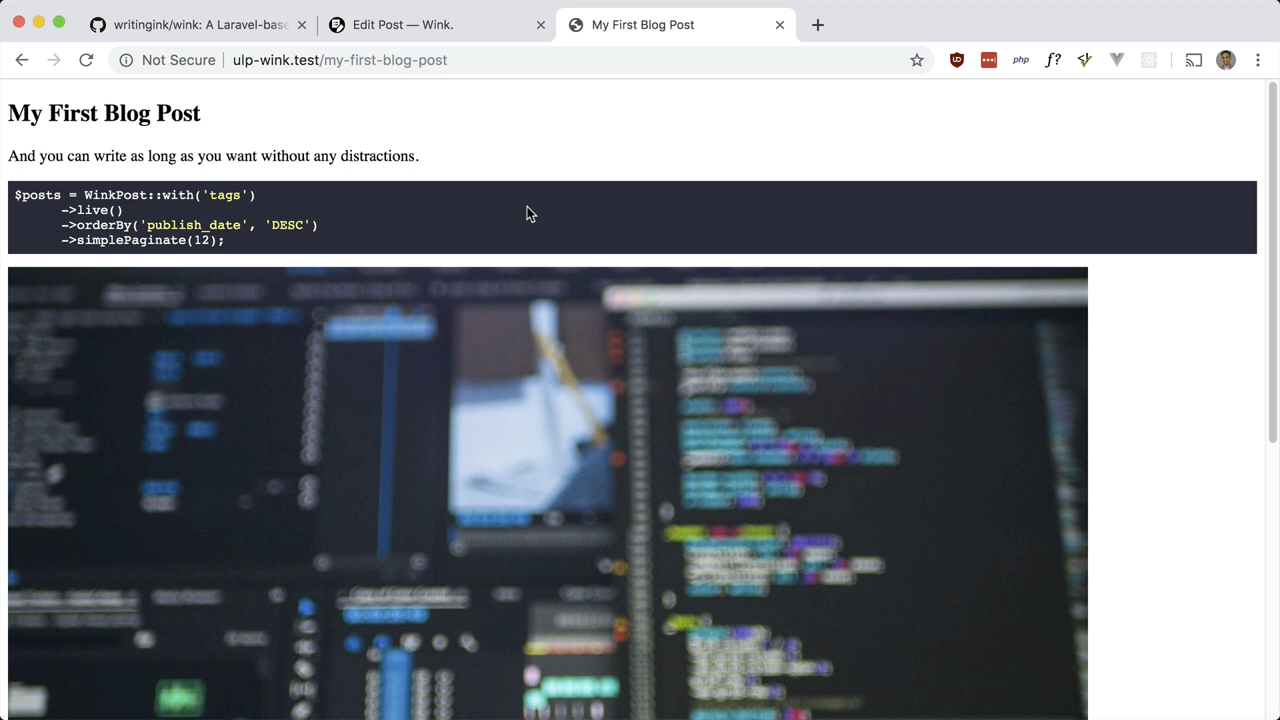 writingink/wink: A Laravel-base
Edit Post — Wink.
My First Blog Post
Not Secure
ulp-wink.test/my-first-blog-post
php
f?
My First Blog Post
And you can write as long as you want without any distractions.
$posts = WinkPost::with('tags')
->live()
->orderBy('publish_date', 'DESC')
->simplePaginate(12);